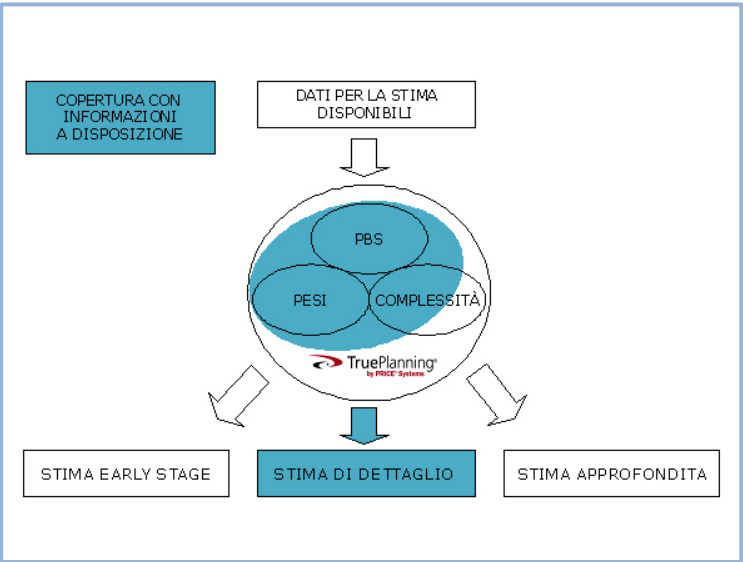 COPERTURA CON
INFORMAZIONI
A DISPOSIZIONE
DATI PER LA STIMA
DISPONIBILI
PBS
PESI
COMPLESSITÀ
TruePlanning®
by PRICE® Systems
STIMA EARLY STAGE
STIMA DI DETTAGLIO
STIMA APPROFONDITA